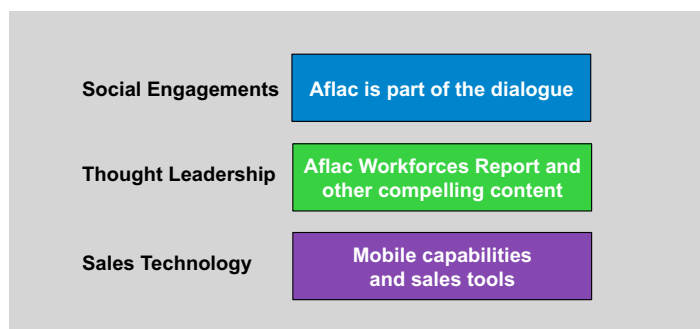 Social Engagements
Aflac is part of the dialogue
Thought Leadership
Aflac Workforces Report and
other compelling content
Sales Technology
Mobile capabilities
and sales tools